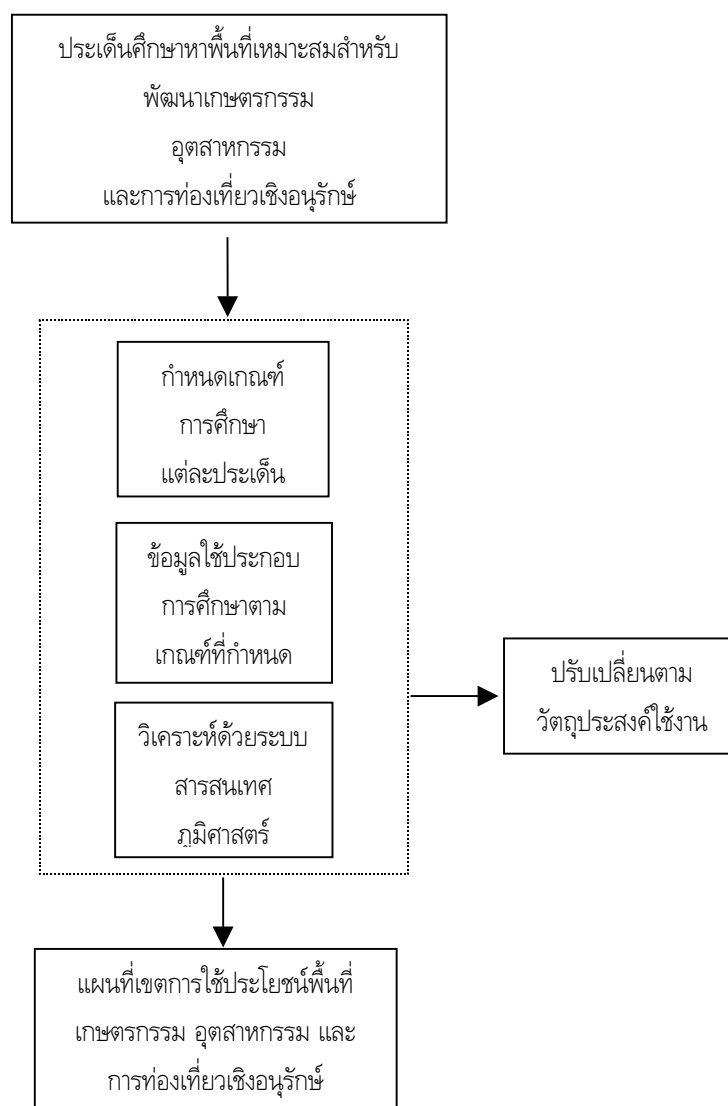 ประเด็นศึกษาหาพื้นที่เหมาะสมสำหรับ
พัฒนาเกษตรกรรม
อุตสาหกรรม
และการท่องเที่ยวเชิงอนุรักษ์
กำหนดเกณฑ์
การศึกษา
แต่ละประเด็น
ข้อมูลใช้ประกอบ
การศึกษาตาม
เกณฑ์ที่กำหนด
ปรับเปลี่ยนตาม
วัตถุประสงค์ใช้งาน
วิเคราะห์ด้วยระบบ
สารสนเทศ
ภูมิศาสตร์
แผนที่เขตการใช้ประโยชน์พื้นที่
เกษตรกรรม อุตสาหกรรม และ
การท่องเที่ยวเชิงอนุรักษ์